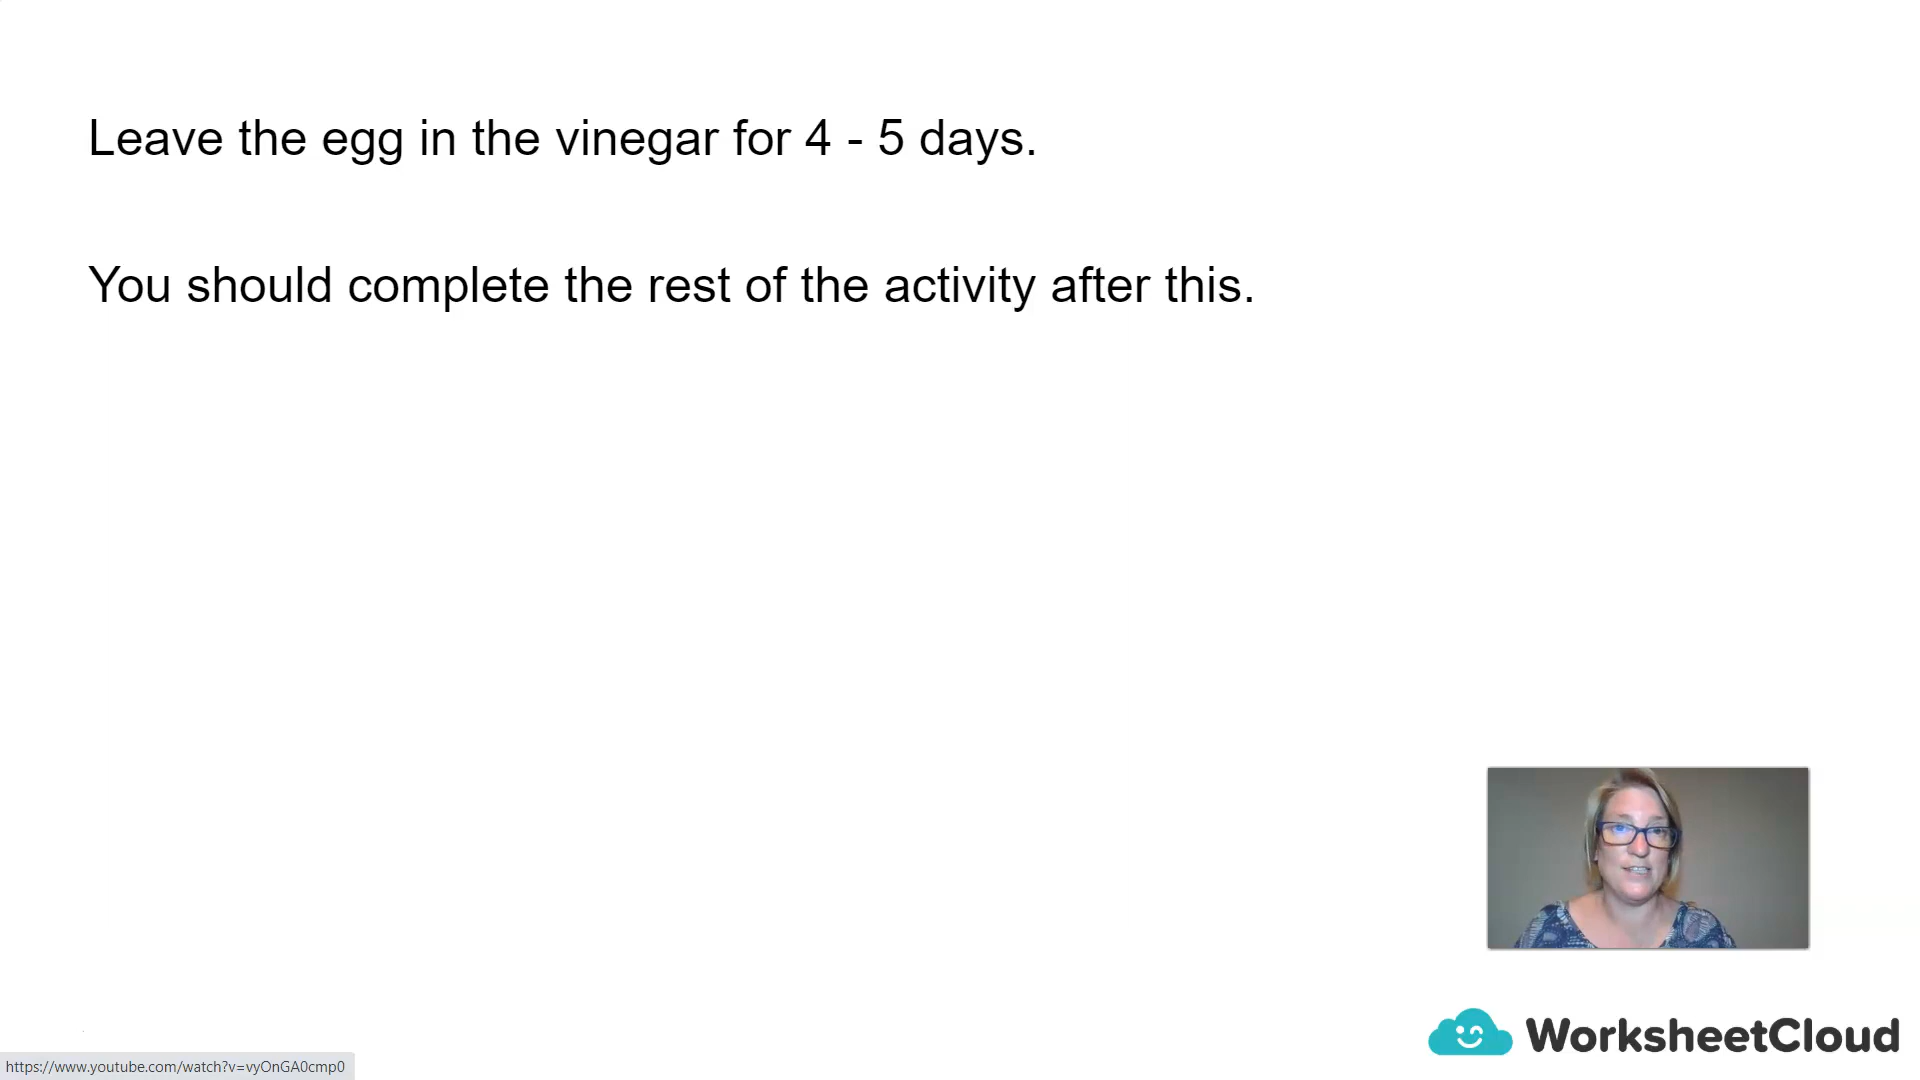 Leave the egg in the vinegar for 4 - 5 days.
You should complete the rest of the activity after this.
WorksheetCloud
https://www.youtube.com/watch?v=vyOnGA0cmp0